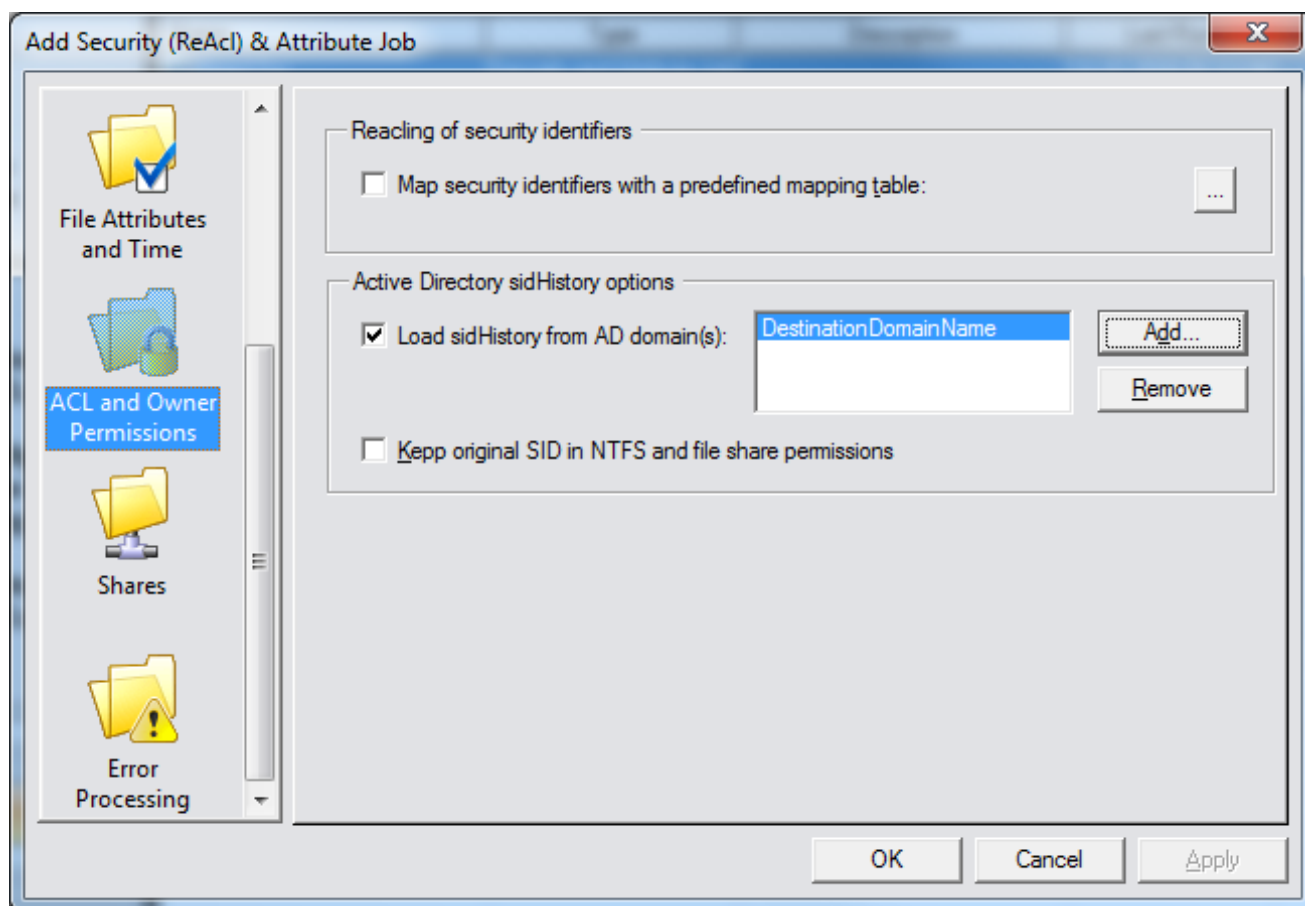 Add Security (ReAcl) & Attribute Job
File Attributes
and Time
ACL and Owner
Permissions
Shares
Error
Processing
Reacling of security identifiers
Map security identifiers with a predefined mapping table:
...
Active Directory sidHistory options
Load sidHistory from AD domain(s):
DestinationDomainName
Add...
Remove
Kepp original SID in NTFS and file share permissions
OK
Cancel
Apply